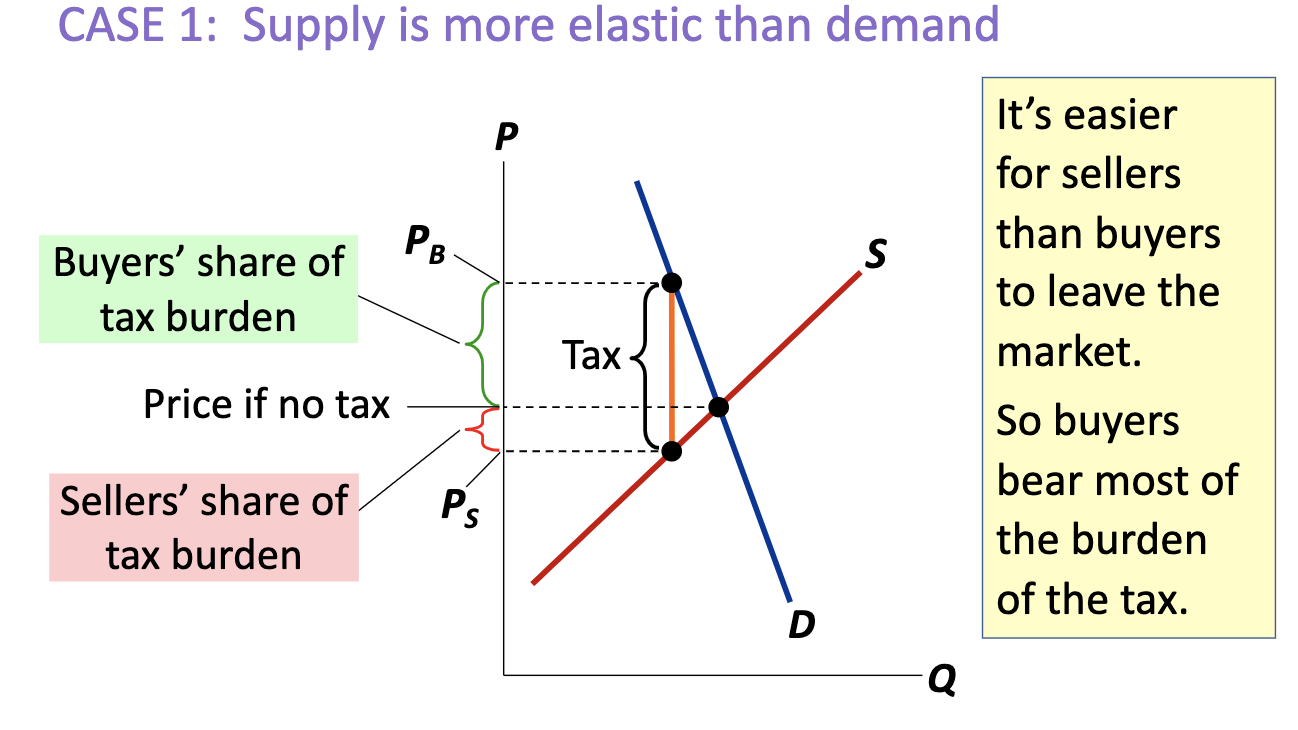 CASE 1: Supply is more elastic than demand
P
P_B
Buyers’ share of
tax burden
S
Tax
Price if no tax
P_S
Sellers’ share of
tax burden
D
Q
It’s easier
for sellers
than buyers
to leave the
market.
So buyers
bear most of
the burden
of the tax.